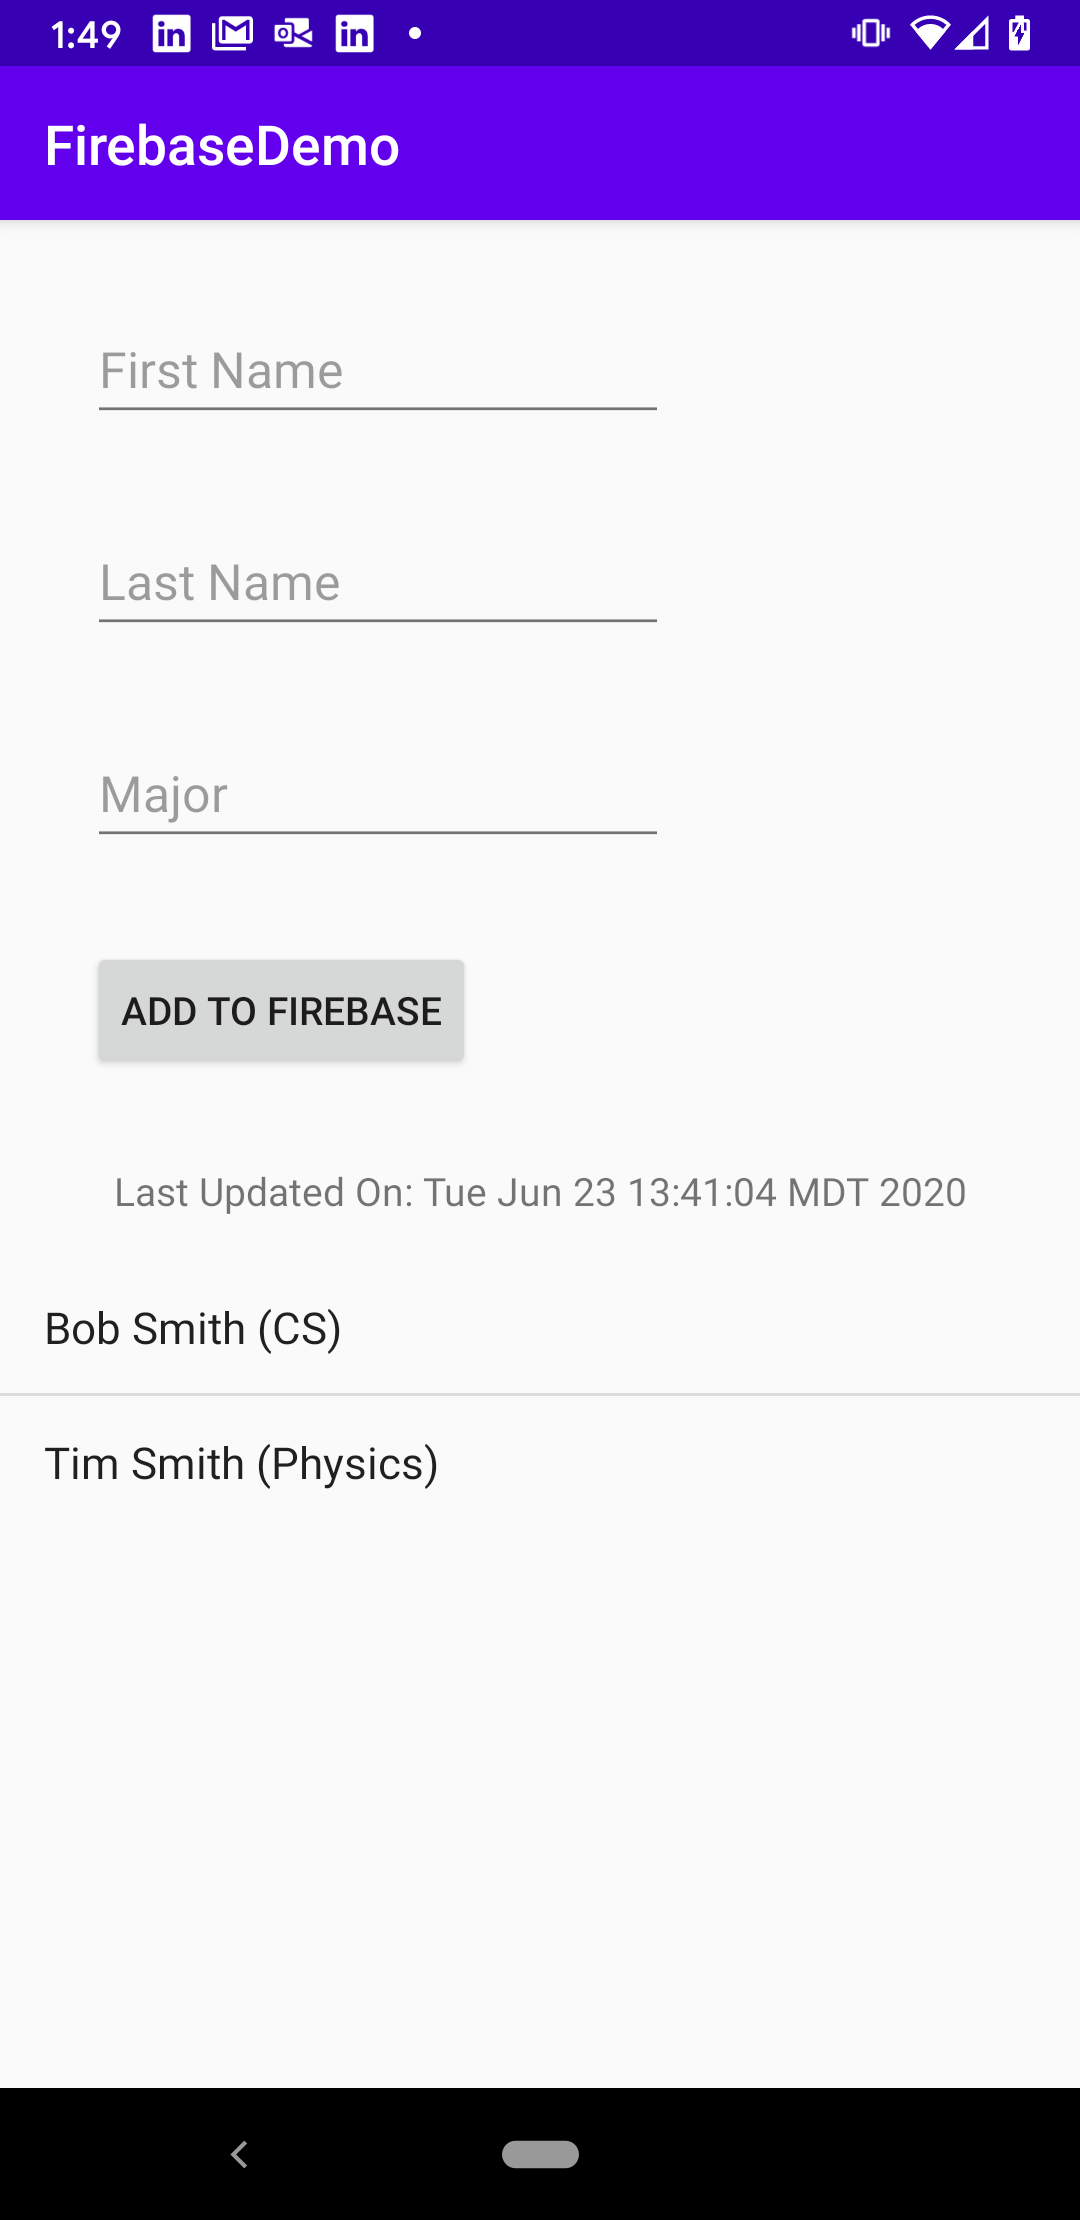 1:49
FirebaseDemo
First Name
Last Name
Major
ADD TO FIREBASE
Last Updated On: Tue Jun 23 13:41:04 MDT 2020
Bob Smith (CS)
Tim Smith (Physics)